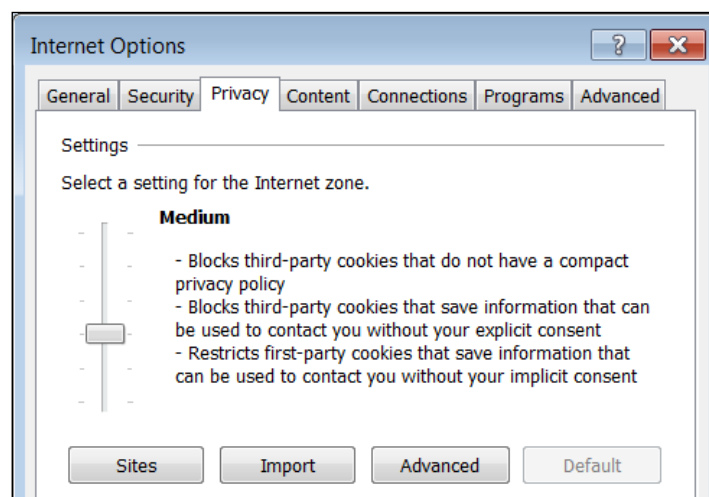 Internet Options
?
General Security Privacy Content Connections Programs Advanced
Settings
Select a setting for the Internet zone.
Medium
- Blocks third-party cookies that do not have a compact
privacy policy
- Blocks third-party cookies that save information that can
be used to contact you without your explicit consent
- Restricts first-party cookies that save information that
can be used to contact you without your implicit consent
Sites Import Advanced Default